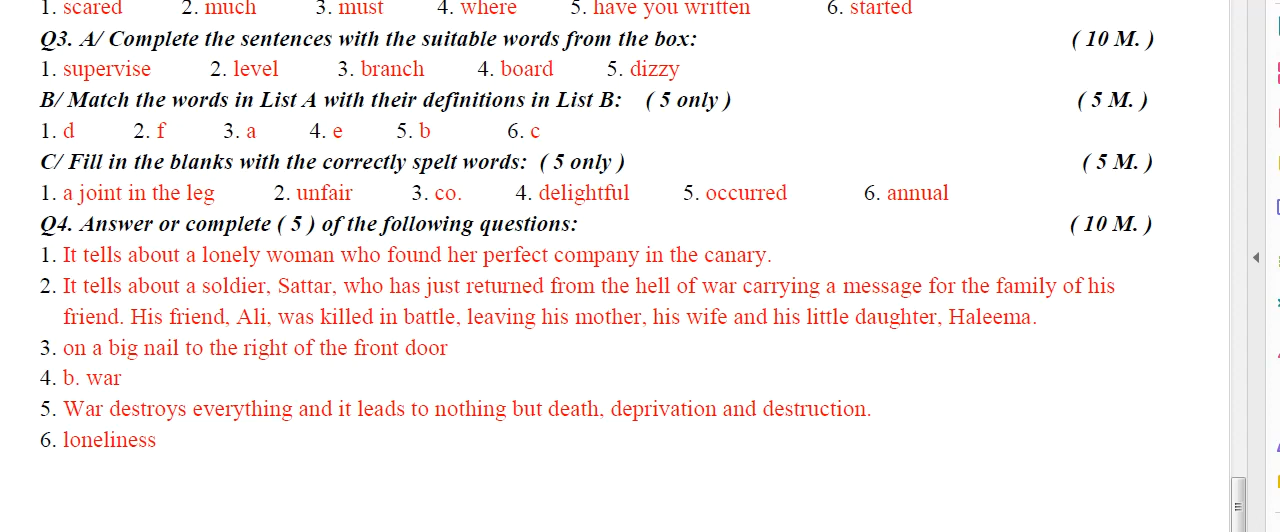 1. scared 2. much 3. must 4. where 5. have you written 6. started
Q3. A/ Complete the sentences with the suitable words from the box: ( 10 M. )
1. supervise 2. level 3. branch 4. board 5. dizzy
B/ Match the words in List A with their definitions in List B: ( 5 only ) ( 5 M. )
1. d 2. f 3. a 4. e 5. b 6. c
C/ Fill in the blanks with the correctly spelt words: ( 5 only ) ( 5 M. )
1. a joint in the leg 2. unfair 3. co. 4. delightful 5. occurred 6. annual
Q4. Answer or complete ( 5 ) of the following questions: ( 10 M. )
1. It tells about a lonely woman who found her perfect company in the canary.
2. It tells about a soldier, Sattar, who has just returned from the hell of war carrying a message for the family of his
friend. His friend, Ali, was killed in battle, leaving his mother, his wife and his little daughter, Haleema.
3. on a big nail to the right of the front door
4. b. war
5. War destroys everything and it leads to nothing but death, deprivation and destruction.
6. loneliness